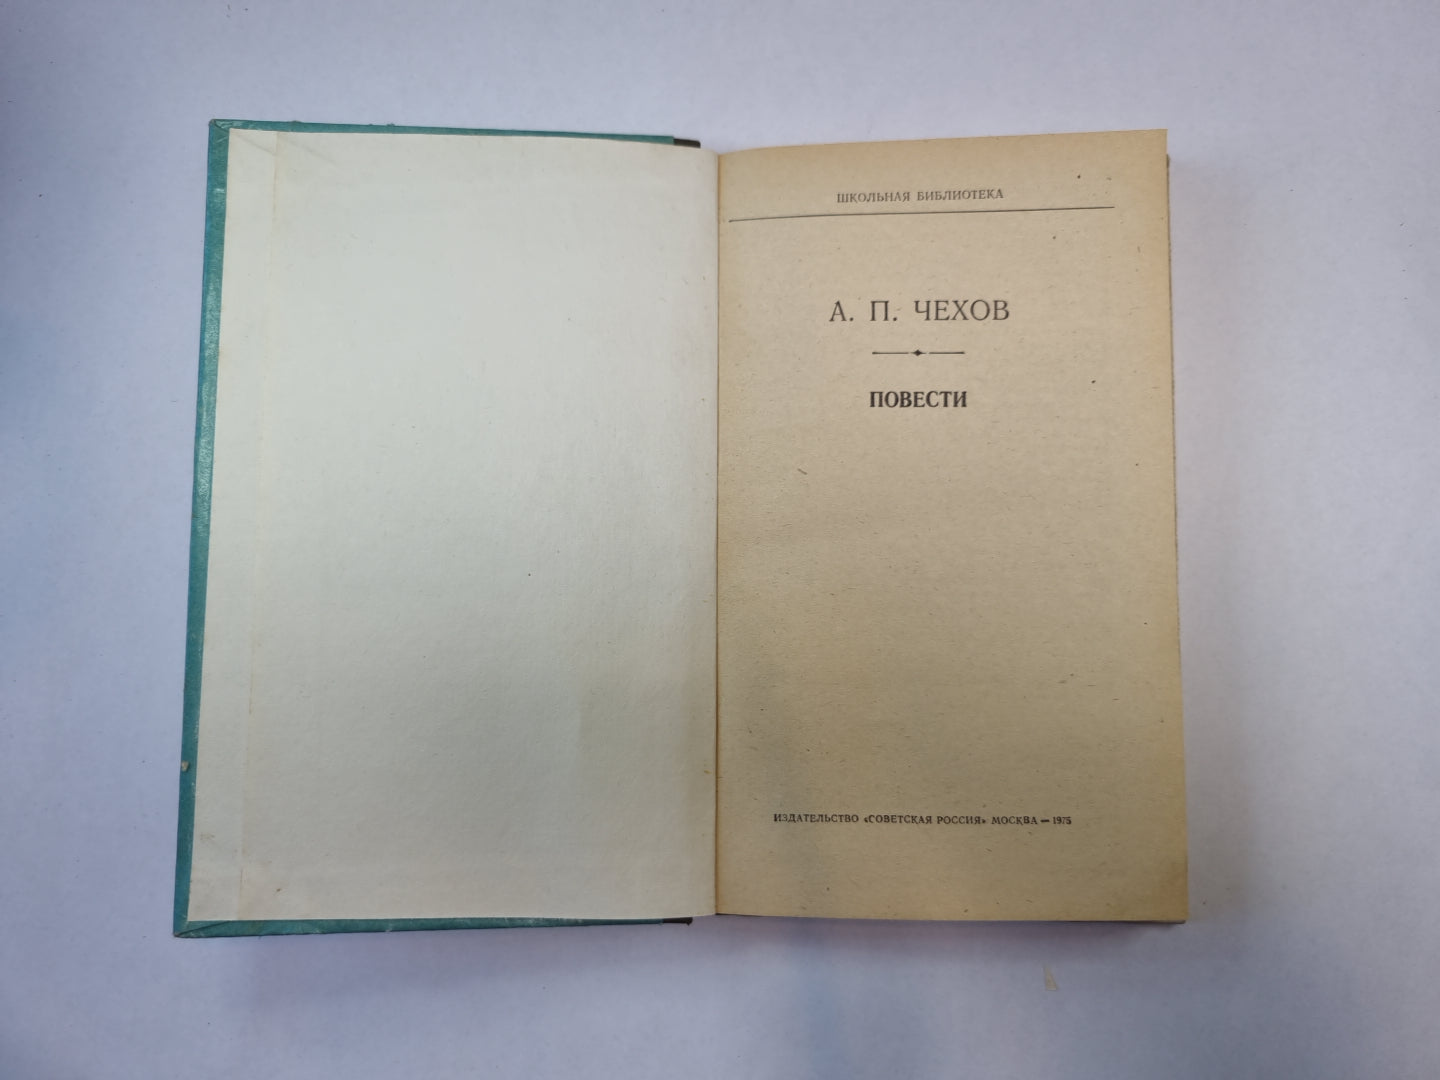 ШКОЛЬНАЯ БИБЛИОТЕКА
А. П. ЧЕХОВ
ПОВЕСТИ
ИЗДАТЕЛЬСТВО «СОВЕТСКАЯ РОССИЯ» МОСКВА — 1975